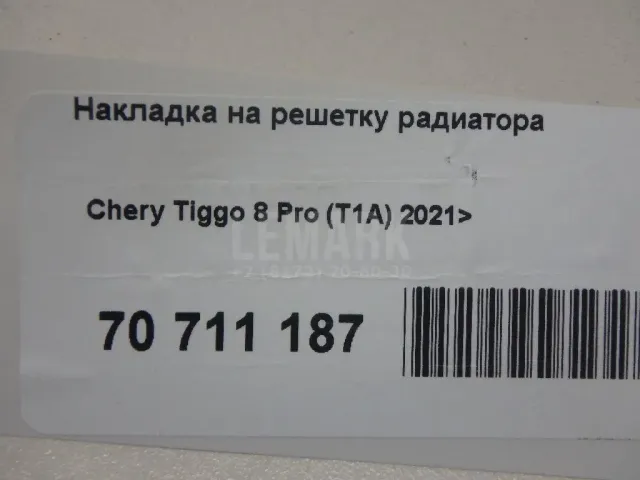 Накладка на решетку радиатора
Chery Tiggo 8 Pro (T1A) 2021>
LEMARK
70 711 187